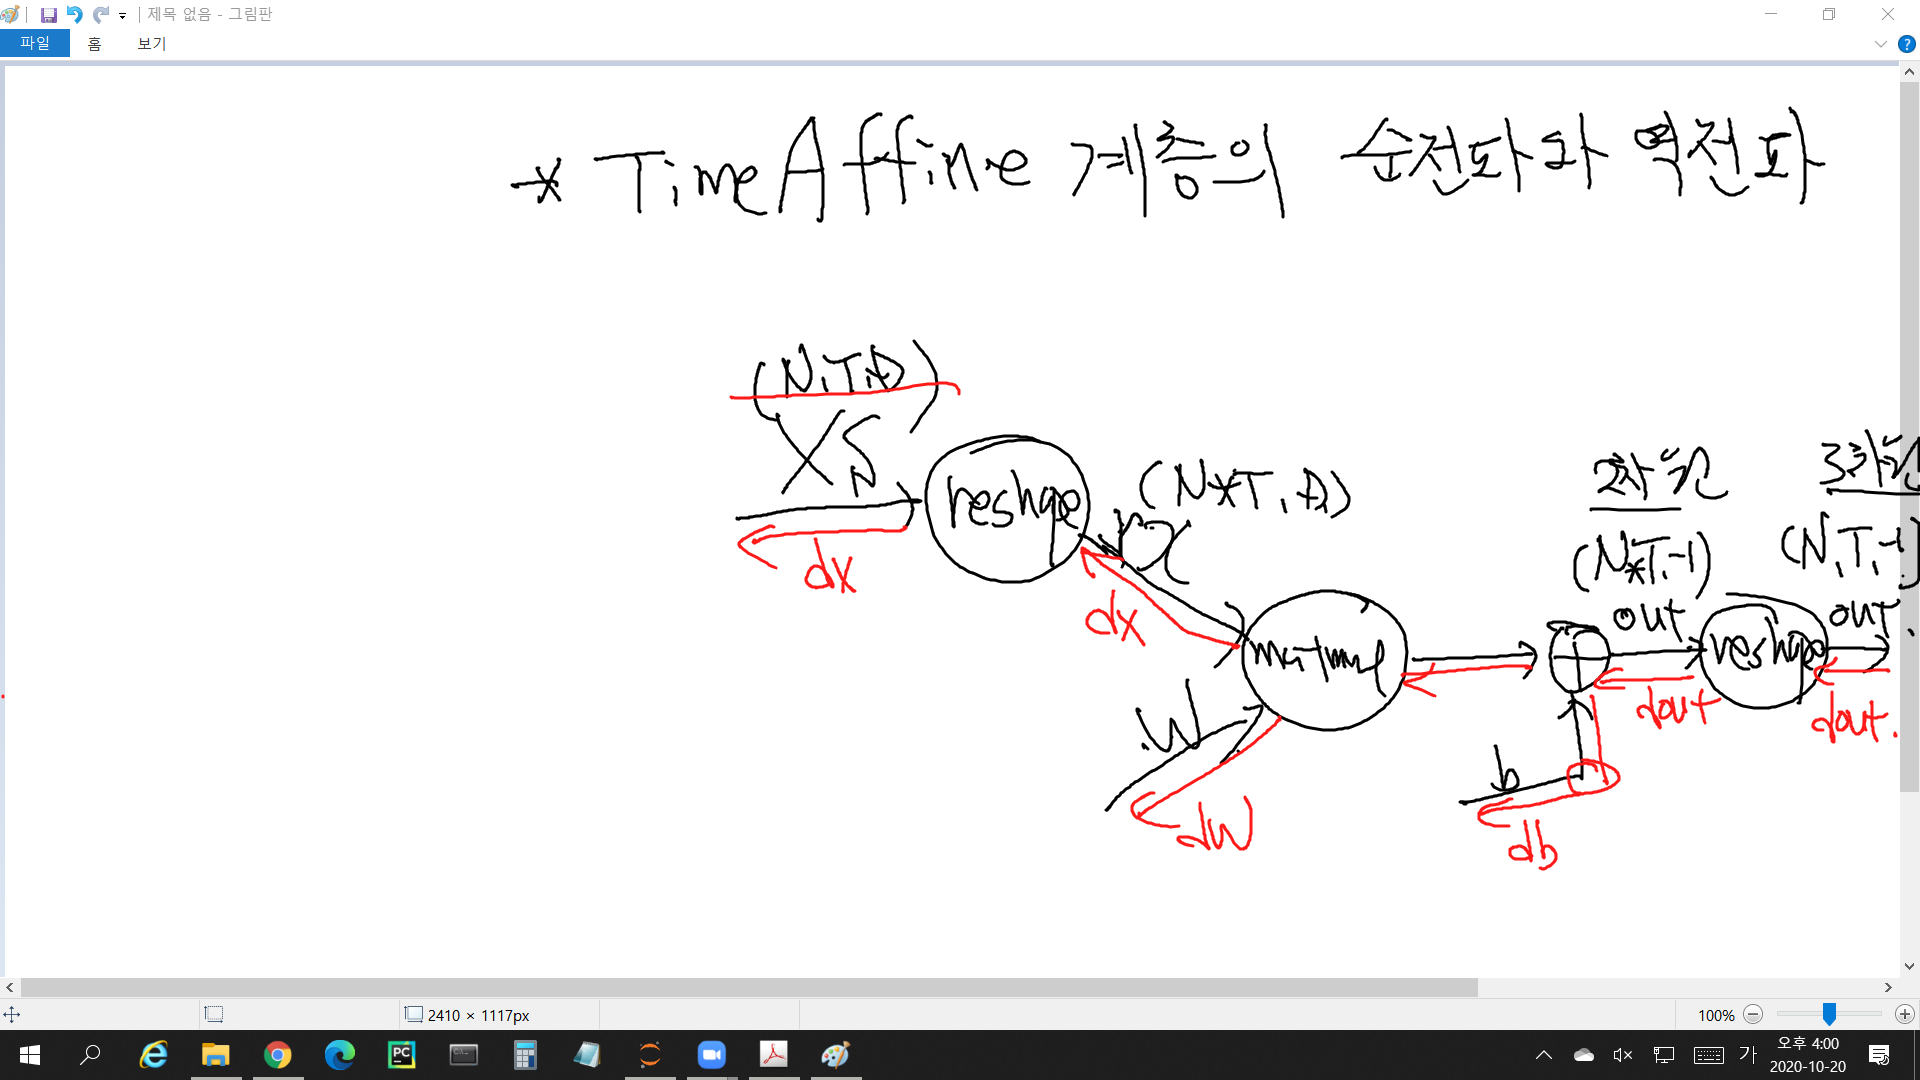 제목 없음 - 그림판
파일 홈 보기
* TimeAffine 계층의 순전파와 역전파
(N,T,D)
XS
reshape
(N*T, D)
dx
dx
matmul
W
dW
b
db
2차원
(N*T,-1)
out
dout
reshape
3차원
(N,T,-1)
out
dout.
2410 × 1117px
100%
가
오후 4:00
2020-10-20